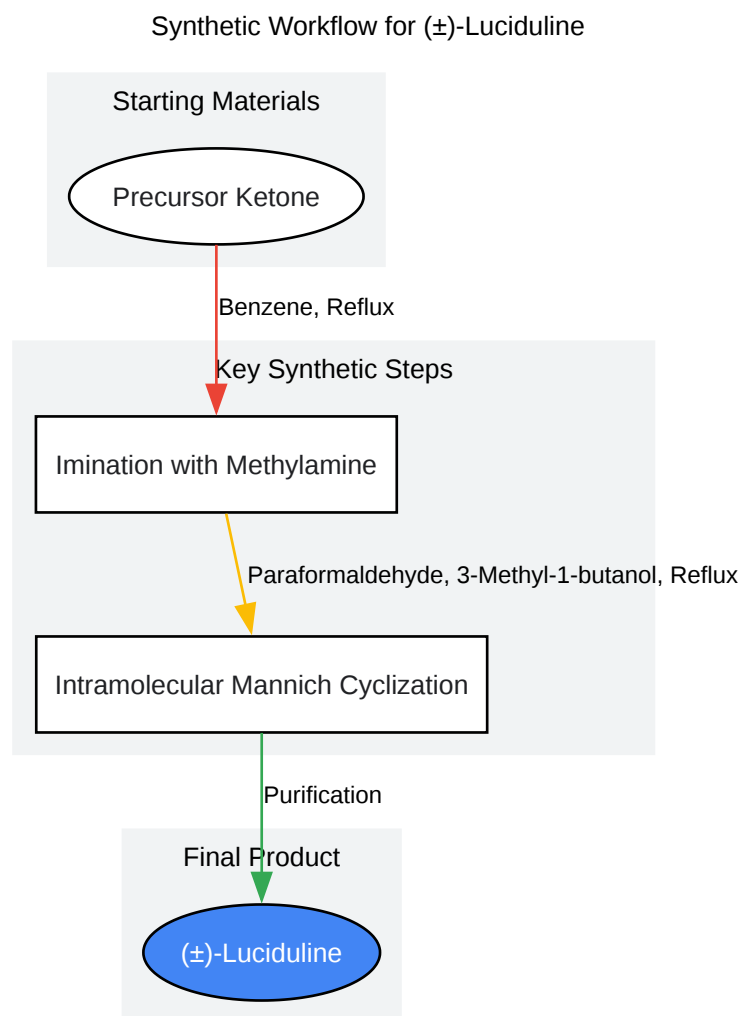 Synthetic Workflow for (±)-Luciduline
Starting Materials
Precursor Ketone
Benzene, Reflux
Key Synthetic Steps
Imination with Methylamine
Paraformaldehyde, 3-Methyl-1-butanol, Reflux
Intramolecular Mannich Cyclization
Purification
Final Product
(±)-Luciduline